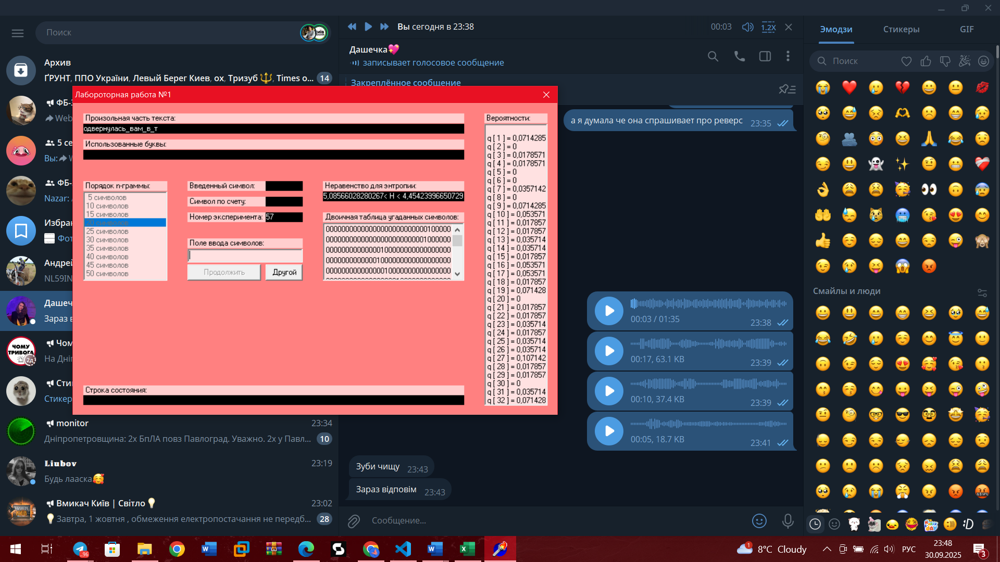 Поиск
Архив
ҐРУНТ, ППО України, Левый Берег Киев, ох, Тризуб🔱, Times o... 14
ФБ-
Web
5 се
Вы:
ФБ-
Nazar:
Избран
Фот
Андрей
NL59IN
Дашеч
Зараз в
ЧОМУ ТРИВОГА
2д
Чом
На Дніп
Сти
Стикер
monitor 23:34
Дніпропетровщина: 2х БпЛА повз Павлоград. Уважно. 2х у Павл... 10
Liubov 23:19
Будь лааска🥰
Вмикач Київ | Світло💡 23:02
💡Завтра, 1 жовтня , обмеження електропостачання не передб... 28
Вы сегодня в 23:38
00:03 1.2X
Дашечка💖
записывает голосовое сообщение
Закреплённое сообщение
а я думала че она спрашивает про реверс 23:35
00:03 / 01:35 23:38
00:17, 63.1 KB 23:39
00:10, 37.4 KB 23:39
00:05, 18.7 KB 23:41
Зуби чищу 23:43
Зараз відповім 23:43
Сообщение...
Эмодзи Стикеры GIF
Поиск
Смайлы и люди
Лабороторная работа №1
Произольная часть текста:
одвернулась_вам_в_т
Использованные буквы:
Порядок n-граммы:
5 символов
10 символов
15 символов
20 символов
25 символов
30 символов
35 символов
40 символов
45 символов
50 символов
Введенный символ:
Символ по счету:
Номер эксперимента: 57
Поле ввода символов:
Продолжить Другой
Неравенство для энтропии:
5,08566028280267< H < 4,45423996650729
Двоичная таблица угаданных символов:
Строка состояния:
Вероятности:
q [ 1 ] = 0,0714285
q [ 2 ] = 0
q [ 3 ] = 0,0178571
q [ 4 ] = 0,0178571
q [ 5 ] = 0
q [ 6 ] = 0
q [ 7 ] = 0,0357142
q [ 8 ] = 0
q [ 9 ] = 0,0714285
q [ 10 ] = 0,053571
q [ 11 ] = 0,017857
q [ 12 ] = 0,017857
q [ 13 ] = 0,035714
q [ 14 ] = 0,035714
q [ 15 ] = 0,017857
q [ 16 ] = 0,053571
q [ 17 ] = 0,053571
q [ 18 ] = 0,017857
q [ 19 ] = 0,071428
q [ 20 ] = 0
q [ 21 ] = 0,017857
q [ 22 ] = 0,017857
q [ 23 ] = 0,035714
q [ 24 ] = 0,017857
q [ 25 ] = 0,035714
q [ 26 ] = 0,035714
q [ 27 ] = 0,107142
q [ 28 ] = 0,017857
q [ 29 ] = 0,017857
q [ 30 ] = 0
q [ 31 ] = 0,035714
q [ 32 ] = 0,071428
..96
1
8°C Cloudy
РУС
23:48
30.09.2025
3